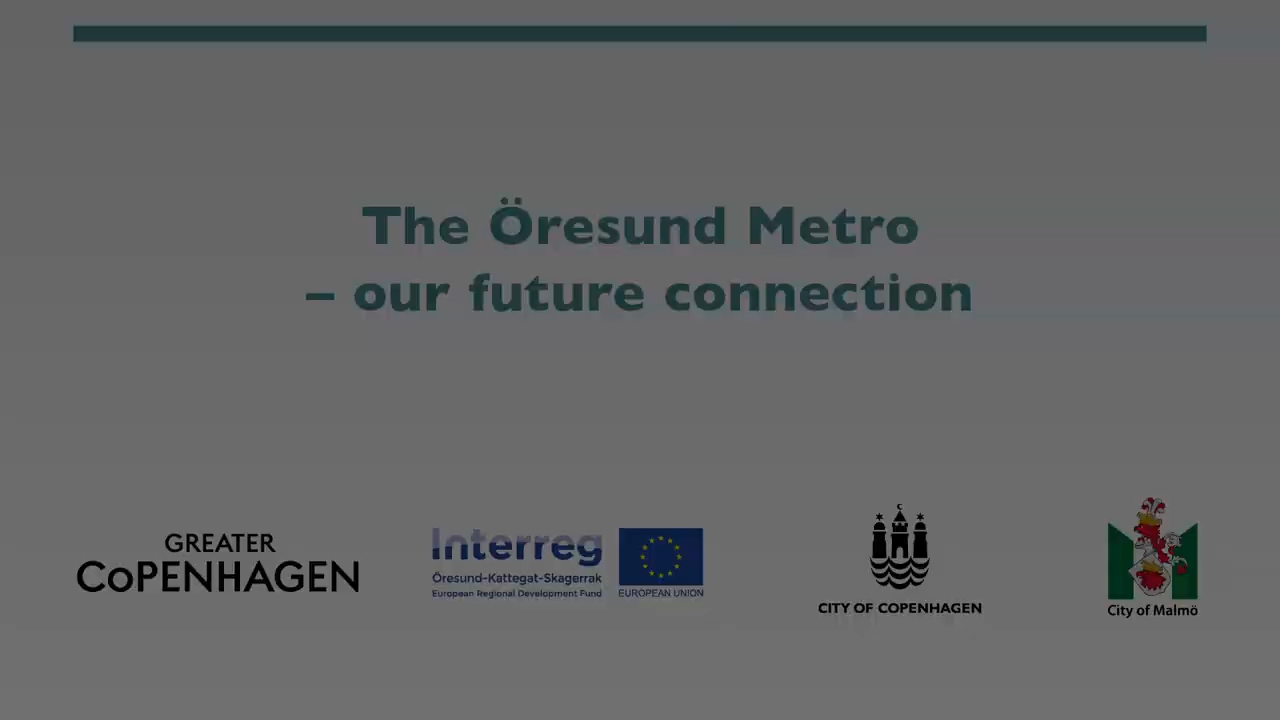 The Öresund Metro
– our future connection
GREATER
COPENHAGEN
Interreg
Öresund-Kattegat-Skagerrak
European Regional Development Fund
EUROPEAN UNION
CITY OF COPENHAGEN
City of Malmö